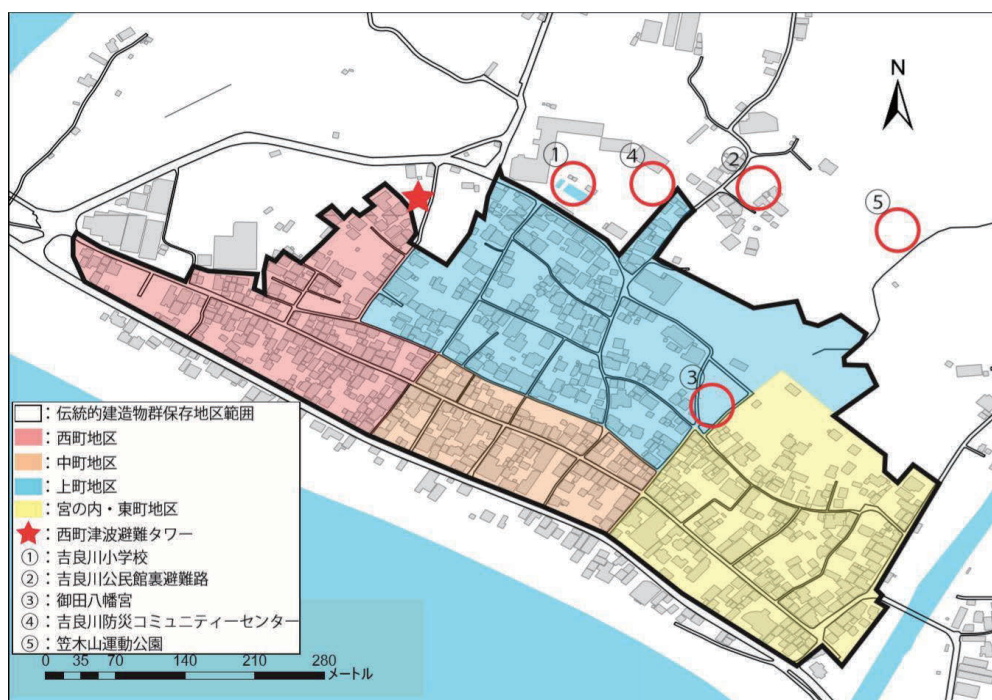 N
①
④
②
⑤
③
：伝統的建造物群保存地区範囲
：西町地区
：中町地区
：上町地区
：宮の内・東町地区
：西町津波避難タワー
①：吉良川小学校
②：吉良川公民館裏避難路
③：御田八幡宮
④：吉良川防災コミュニティーセンター
⑤：笠木山運動公園
0 35 70 140 210 280
メートル